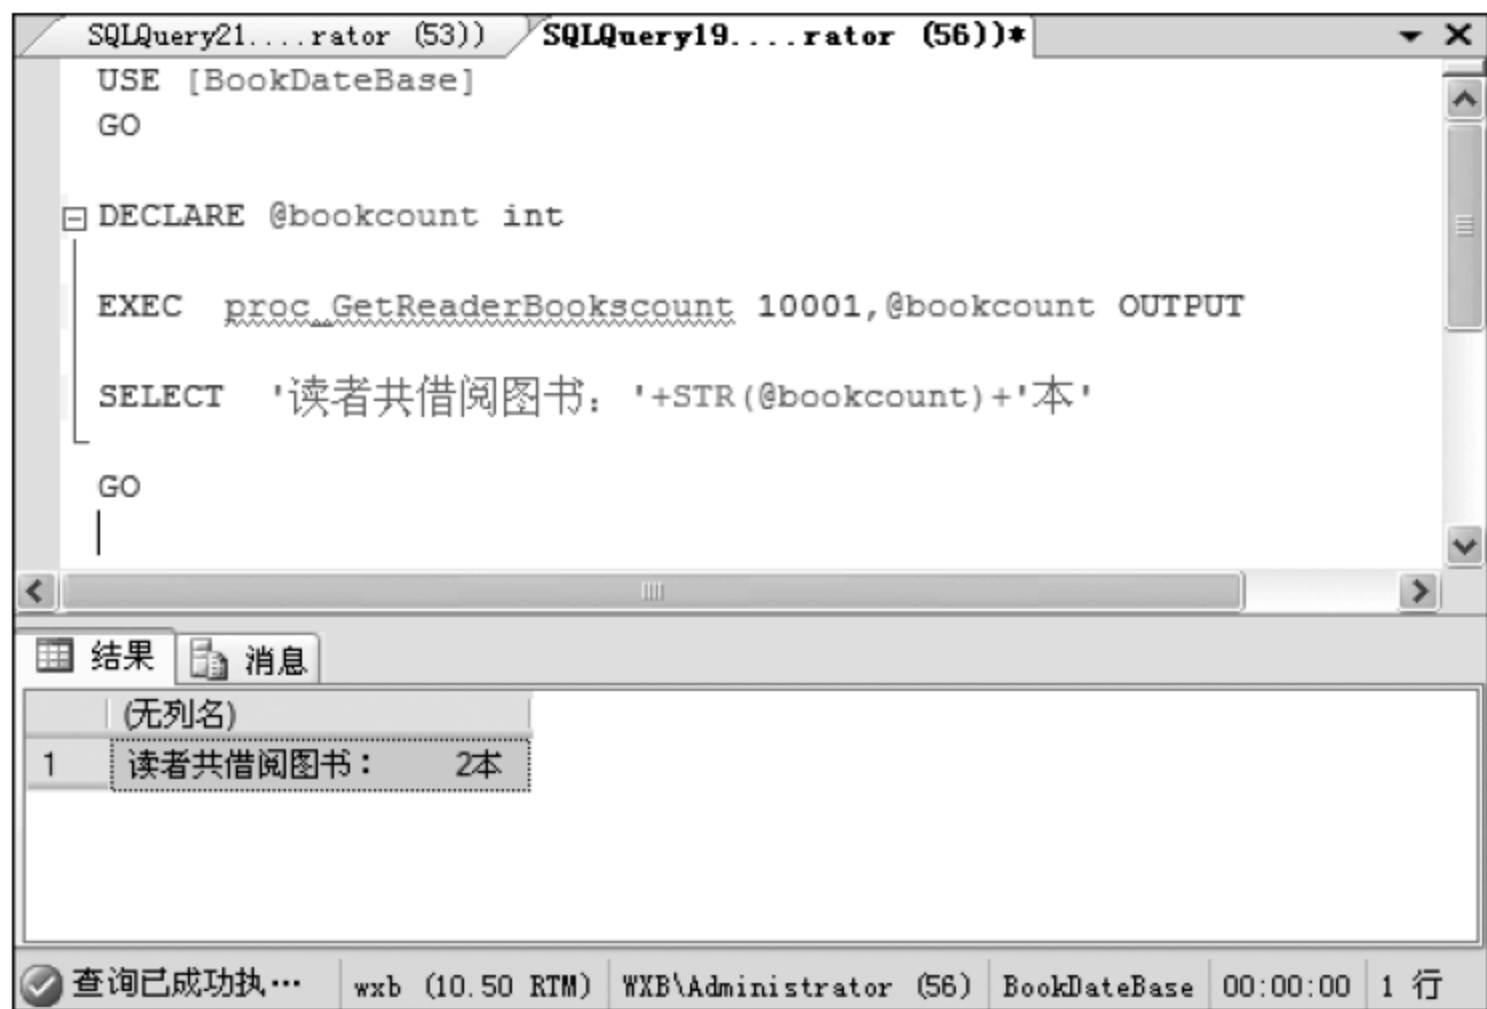 SQLQuery21....rator (53)) SQLQuery19....rator (56))*
USE [BookDateBase]
GO
DECLARE @bookcount int
EXEC proc_GetReaderBookscount 10001,@bookcount OUTPUT
SELECT '读者共借阅图书：'+STR(@bookcount)+'本'
GO
结果 消息
(无列名)
1 读者共借阅图书： 2本
查询已成功执… wxb (10.50 RTM) WXB\Administrator (56) BookDateBase 00:00:00 1 行